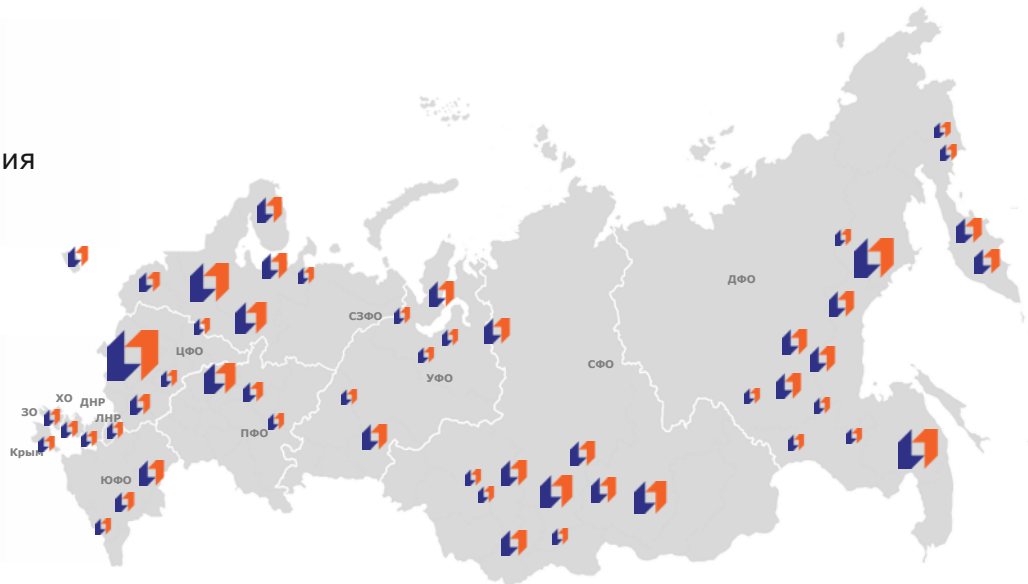 ия
ДФО
СЗФО
ЦФО
СФО
УФО
ХО
ДНР
ЗО
ЛНР
ПФО
Крым
ЮФО